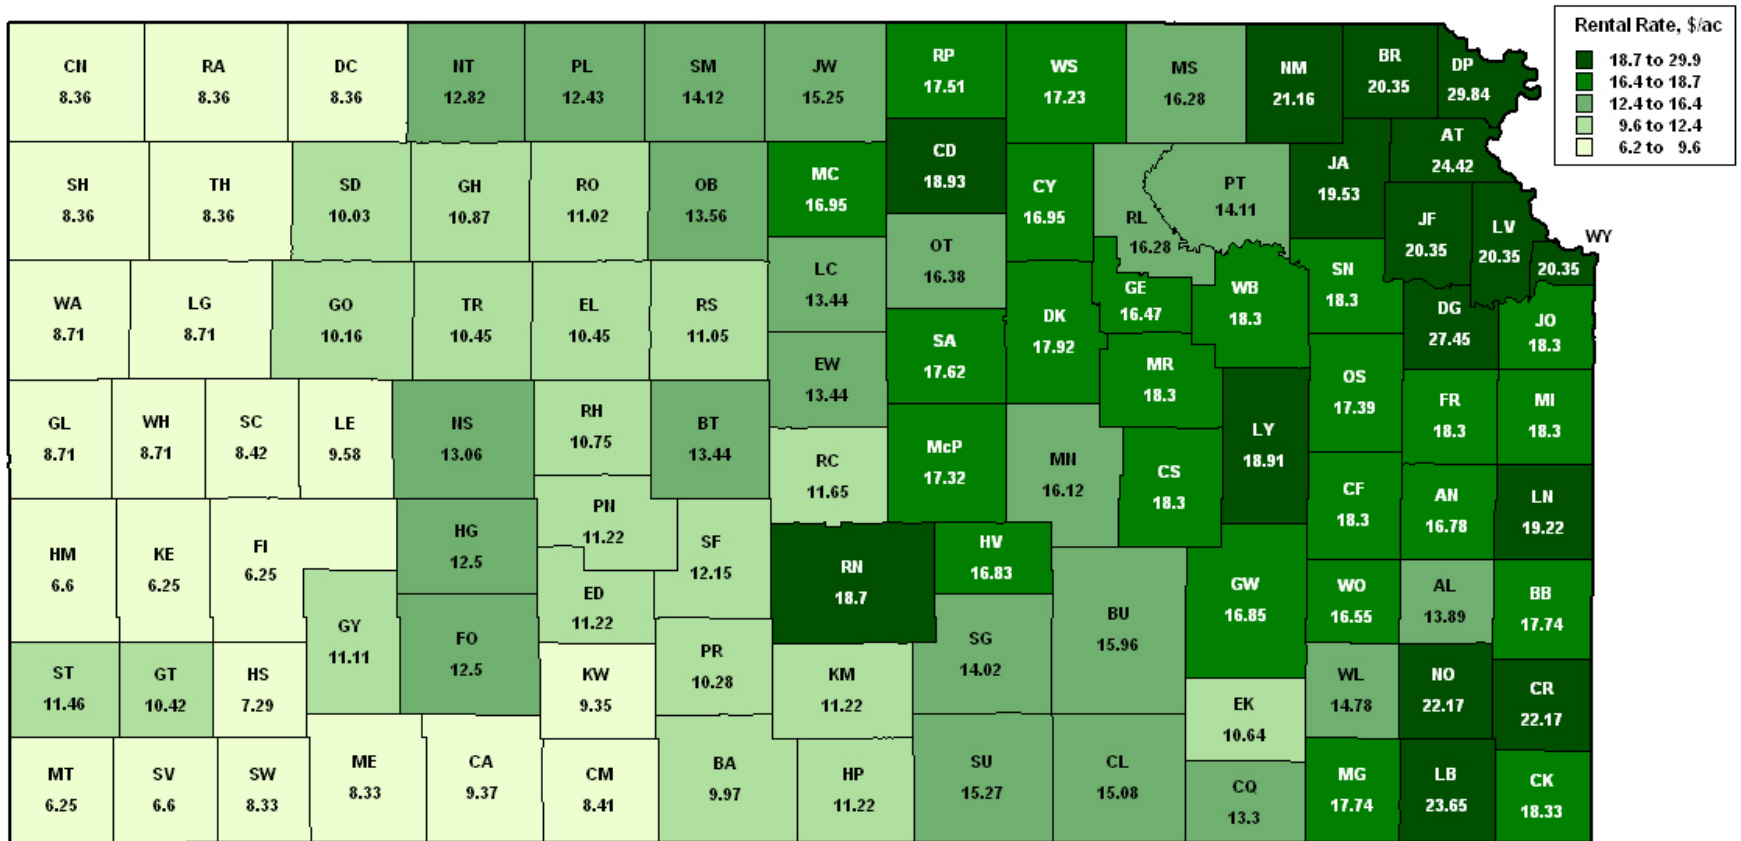 Rental Rate, $/ac
18.7 to 29.9
16.4 to 18.7
12.4 to 16.4
9.6 to 12.4
6.2 to 9.6
CN
8.36
RA
8.36
DC
8.36
NT
12.82
PL
12.43
SM
14.12
JW
15.25
RP
17.51
WS
17.23
MS
16.28
NM
21.16
BR
20.35
DP
29.84
SH
8.36
TH
8.36
SD
10.03
GH
10.87
RO
11.02
OB
13.56
MC
16.95
CD
18.93
CY
16.95
RL
16.28
PT
14.11
JA
19.53
AT
24.42
JF
20.35
LV
20.35
WY
20.35
WA
8.71
LG
8.71
GO
10.16
TR
10.45
EL
10.45
RS
11.05
LC
13.44
OT
16.38
EW
13.44
SA
17.62
DK
17.92
GE
16.47
WB
18.3
SN
18.3
DG
27.45
JO
18.3
MR
18.3
OS
17.39
FR
18.3
MI
18.3
GL
8.71
WH
8.71
SC
8.42
LE
9.58
NS
13.06
RH
10.75
BT
13.44
RC
11.65
McP
17.32
MN
16.12
CS
18.3
LY
18.91
CF
18.3
AN
16.78
LN
19.22
HM
6.6
KE
6.25
FI
6.25
HG
12.5
PN
11.22
SF
12.15
RN
18.7
HV
16.83
BU
15.96
GW
16.85
WO
16.55
AL
13.89
BB
17.74
GY
11.11
FO
12.5
ED
11.22
ST
11.46
GT
10.42
HS
7.29
KW
9.35
PR
10.28
KM
11.22
SG
14.02
EK
10.64
WL
14.78
NO
22.17
CR
22.17
MT
6.25
SV
6.6
SW
8.33
ME
8.33
CA
9.37
CM
8.41
BA
9.97
HP
11.22
SU
15.27
CL
15.08
CQ
13.3
MG
17.74
LB
23.65
CK
18.33